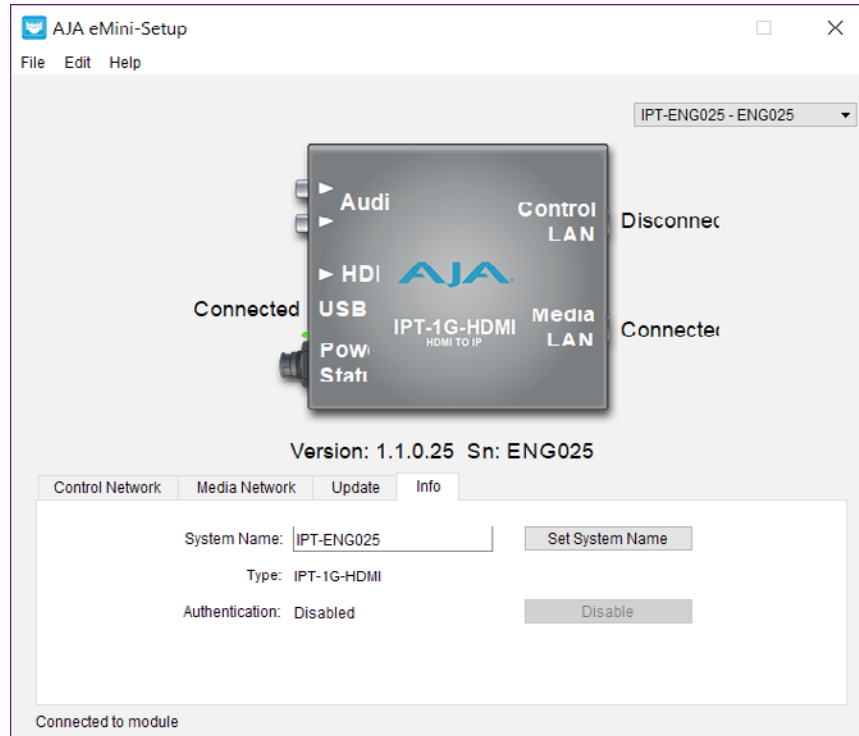 AJA eMini-Setup
File Edit Help
IPT-ENG025 - ENG025
Audi
Control
LAN
Disconnec
HDI
AJA
Connected
USB
IPT-1G-HDMI
HDMI TO IP
Media
LAN
Connected
Pow
Statu
Version: 1.1.0.25 Sn: ENG025
Control Network Media Network Update Info
System Name: IPT-ENG025 Set System Name
Type: IPT-1G-HDMI
Authentication: Disabled Disable
Connected to module